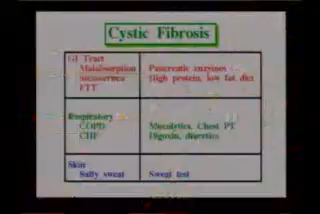 Cystic Fibrosis
GI Tract
Malabsorption
Pancreatic enzymes
steatorrhea
High protein, low fat diet
FTT
Respiratory
COPD
Mucolytics, Chest PT
CHF
Digoxin, diuretics
Skin
Salty sweat
Sweat test